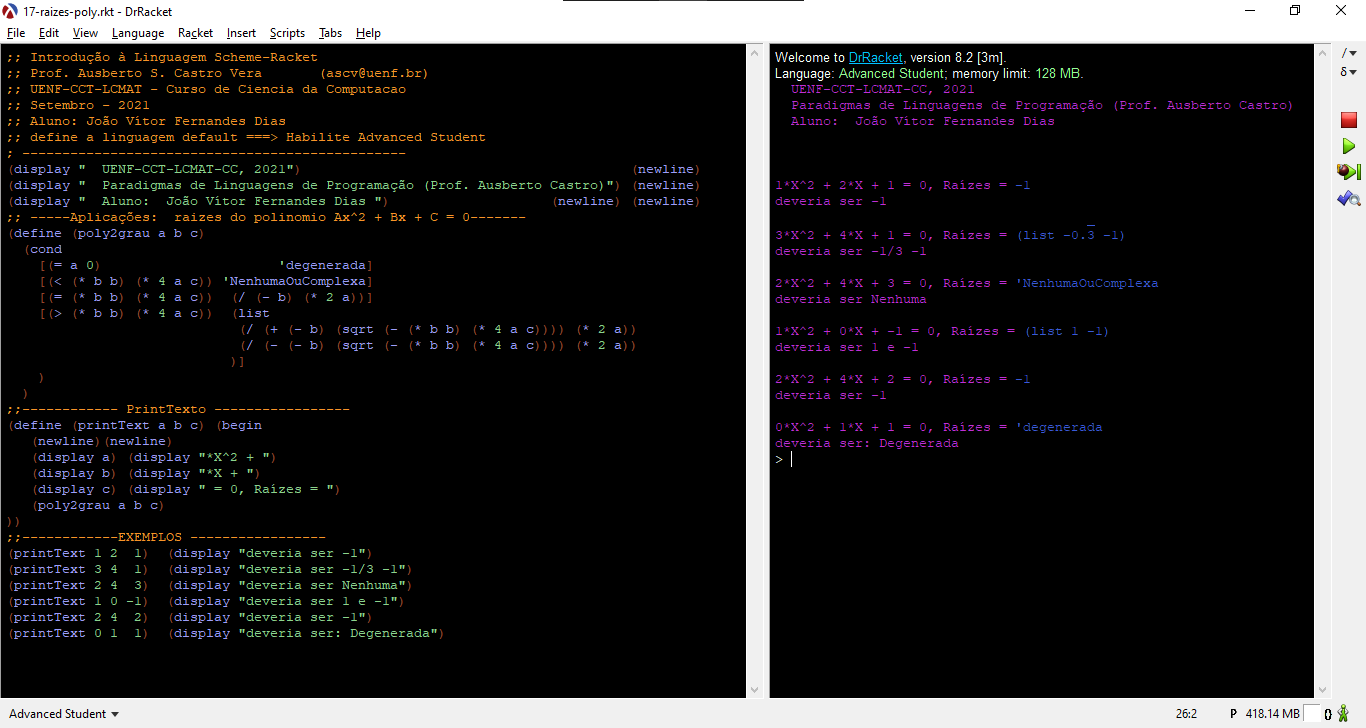 17-raizes-poly.rkt - DrRacket
File Edit View Language Racket Insert Scripts Tabs Help
;; Introdução à Linguagem Scheme-Racket
;; Prof. Ausberto S. Castro Vera       (ascv@uenf.br)
;; UENF-CCT-LCMAT - Curso de Ciencia da Computacao
;; Setembro - 2021
;; Aluno: João Vítor Fernandes Dias
;; define a linguagem default ===> Habilite Advanced Student
; ------------------------------------------------
(display "  UENF-CCT-LCMAT-CC, 2021")                                          (newline)
(display "  Paradigmas de Linguagens de Programação (Prof. Ausberto Castro)")  (newline)
(display "  Aluno:  João Vítor Fernandes Dias ")                     (newline) (newline)
;; -----Aplicações:  raizes do polinomio Ax^2 + Bx + C = 0-------
(define (poly2grau a b c)
  (cond
    [(= a 0)                      'degenerada]
    [(< (* b b) (* 4 a c)) 'NenhumaOuComplexa]
    [(= (* b b) (* 4 a c))  (/ (- b) (* 2 a))]
    [(> (* b b) (* 4 a c))  (list
                             (/ (+ (- b) (sqrt (- (* b b) (* 4 a c)))) (* 2 a))
                             (/ (- (- b) (sqrt (- (* b b) (* 4 a c)))) (* 2 a))
                            )]
    )
  )
;;------------ PrintTexto -----------------
(define (printText a b c) (begin
   (newline)(newline)
   (display a) (display "*X^2 + ")
   (display b) (display "*X + ")
   (display c) (display " = 0, Raízes = ")
   (poly2grau a b c)
))
;;------------EXEMPLOS -----------------
(printText 1 2  1)  (display "deveria ser -1")
(printText 3 4  1)  (display "deveria ser -1/3 -1")
(printText 2 4  3)  (display "deveria ser Nenhuma")
(printText 1 0 -1)  (display "deveria ser 1 e -1")
(printText 2 4  2)  (display "deveria ser -1")
(printText 0 1  1)  (display "deveria ser: Degenerada")
Welcome to DrRacket, version 8.2 [3m].
Language: Advanced Student; memory limit: 128 MB.
  UENF-CCT-LCMAT-CC, 2021
  Paradigmas de Linguagens de Programação (Prof. Ausberto Castro)
  Aluno:  João Vítor Fernandes Dias
1*X^2 + 2*X + 1 = 0, Raízes = -1
deveria ser -1
3*X^2 + 4*X + 1 = 0, Raízes = (list -0.3̅ -1)
deveria ser -1/3 -1
2*X^2 + 4*X + 3 = 0, Raízes = 'NenhumaOuComplexa
deveria ser Nenhuma
1*X^2 + 0*X + -1 = 0, Raízes = (list 1 -1)
deveria ser 1 e -1
2*X^2 + 4*X + 2 = 0, Raízes = -1
deveria ser -1
0*X^2 + 1*X + 1 = 0, Raízes = 'degenerada
deveria ser: Degenerada
>
/
δ
Advanced Student
26:2
P
418.14 MB